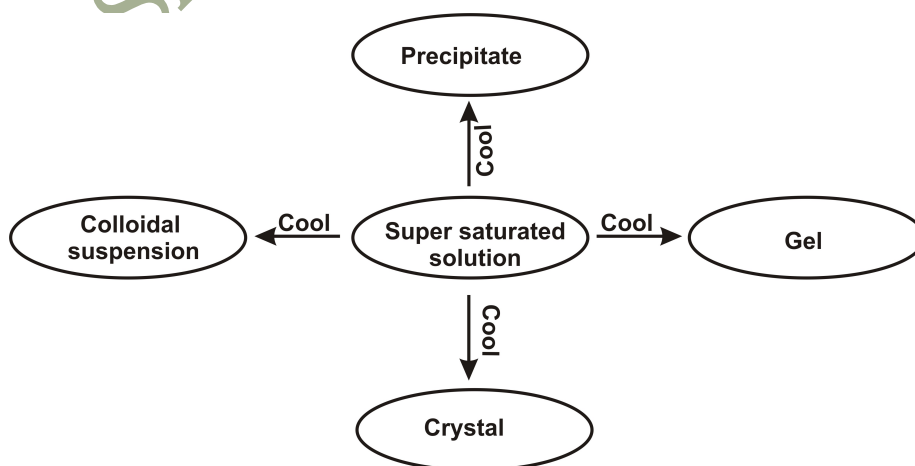 Precipitate
Cool
Colloidal
suspension
Cool
Super saturated
solution
Cool
Gel
Cool
Crystal